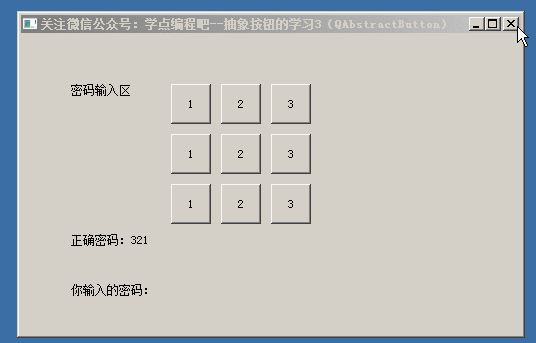 关注微信公众号：学点编程吧--抽象按钮的学习3（QAbstractButton）
密码输入区
1 2 3
1 2 3
1 2 3
正确密码：321
你输入的密码：